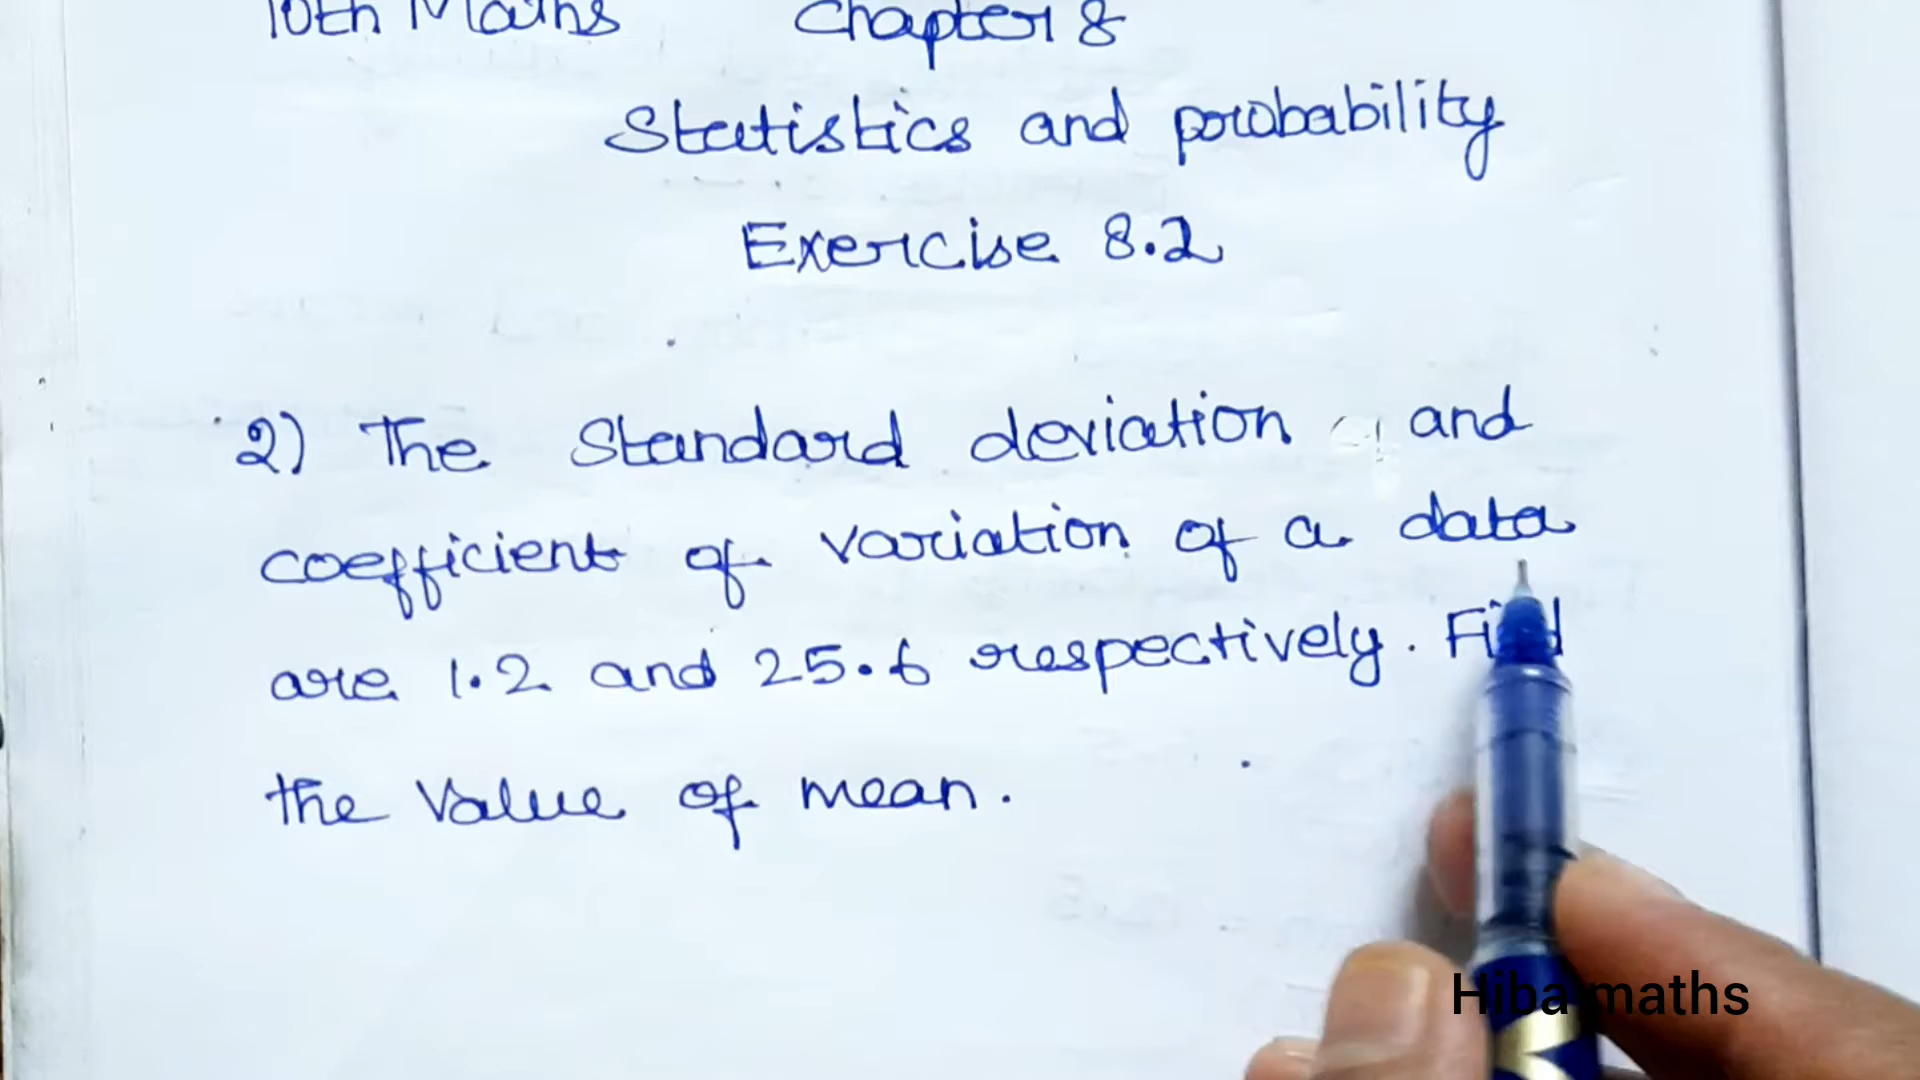 10th Maths Chapter 8
Statistics and probability
Exercise 8.2
2) The Standard deviation and
coefficient of variation of a data
are 1.2 and 25.6 respectively. Find
the value of mean.
Hiba maths